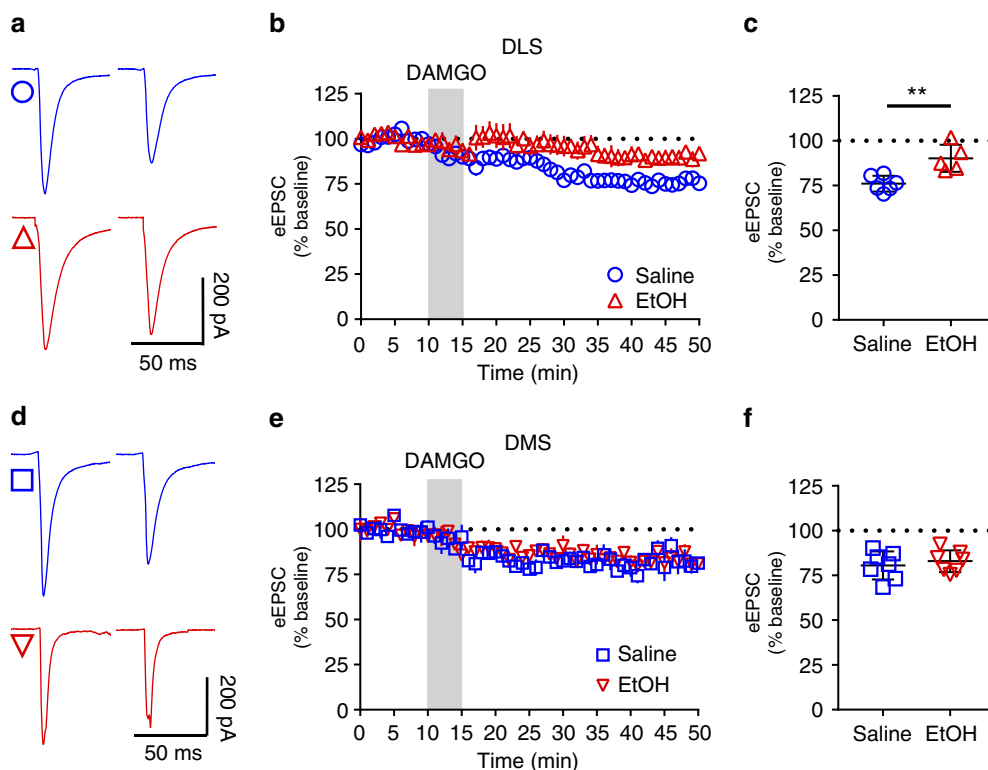 a
200 pA
50 ms
b
DLS
DAMGO
125
100
75
50
25
0
eEPSC
(% baseline)
Saline
EtOH
0 5 10 15 20 25 30 35 40 45 50
Time (min)
c
**
125
100
75
50
25
0
eEPSC
(% baseline)
Saline EtOH
d
200 pA
50 ms
e
DMS
DAMGO
125
100
75
50
25
0
eEPSC
(% baseline)
Saline
EtOH
0 5 10 15 20 25 30 35 40 45 50
Time (min)
f
125
100
75
50
25
0
eEPSC
(% baseline)
Saline EtOH